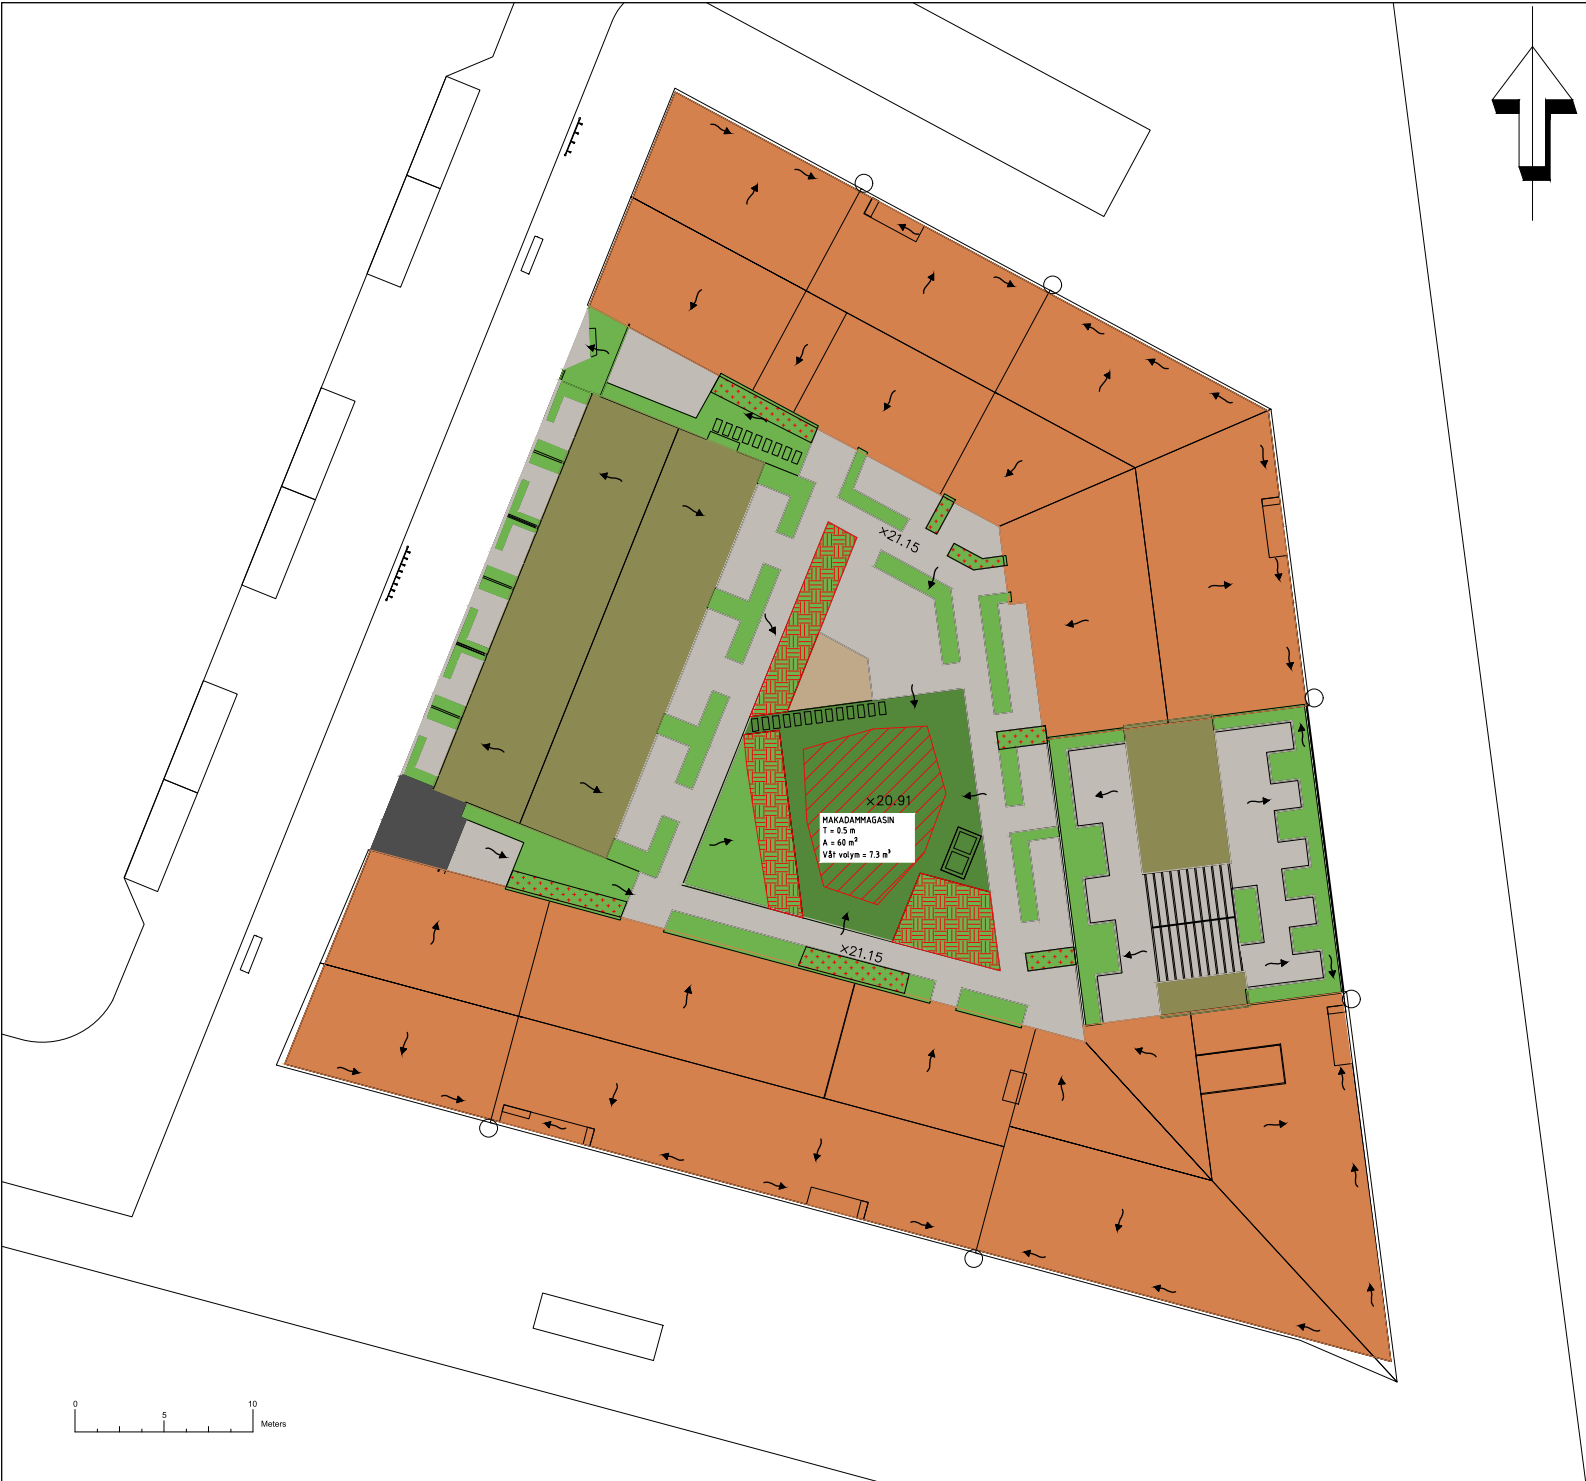 ×21.15
×20.91
MAKADAMMAGASIN
T = 0.5 m
A = 60 m²
Våt volym = 7.3 m³
×21.15
0 5 10
Meters